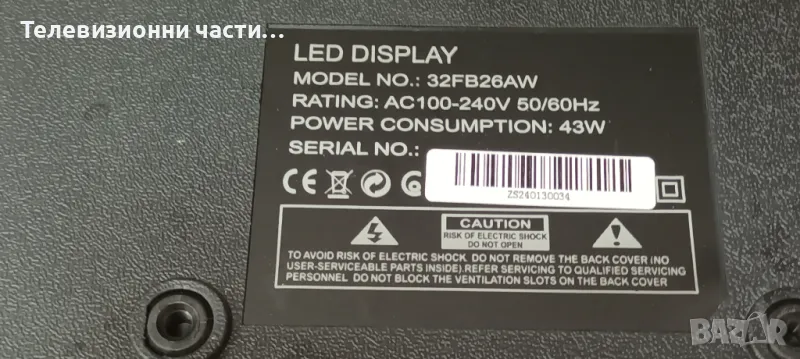 Телевизионни части...
LED DISPLAY
MODEL NO.: 32FB26AW
RATING: AC100-240V 50/60Hz
POWER CONSUMPTION: 43W
SERIAL NO.:
ZS240130034
CE
CAUTION
RISK OF ELECTRIC SHOCK
DO NOT OPEN
TO AVOID RISK OF ELECTRIC SHOCK DO NOT REMOVE THE BACK COVER (NO
USER-SERVICEABLE PARTS INSIDE).REFER SERVICING TO QUALIFIED SERVICING
PERSONNEL DO NOT BLOCK THE VENTILATION SLOTS ON THE BACK COVER
BAZAR